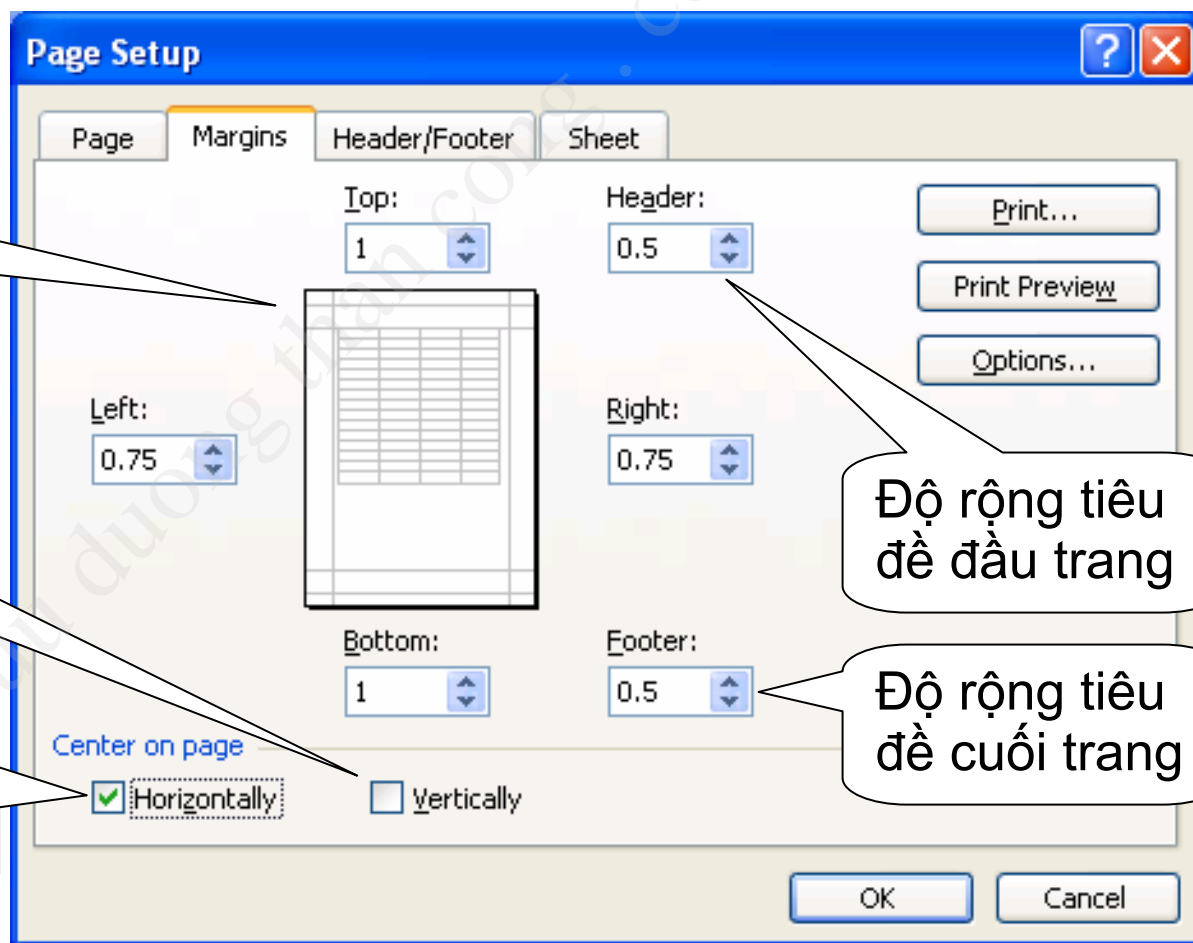 Page Setup
Page Margins Header/Footer Sheet
Top: Header: Print...
1 0.5
Print Preview
Options...
Left: Right:
0.75 0.75
Độ rộng tiêu
đề đầu trang
Bottom: Footer:
1 0.5
Độ rộng tiêu
đề cuối trang
Center on page
Horizontally Vertically
OK Cancel